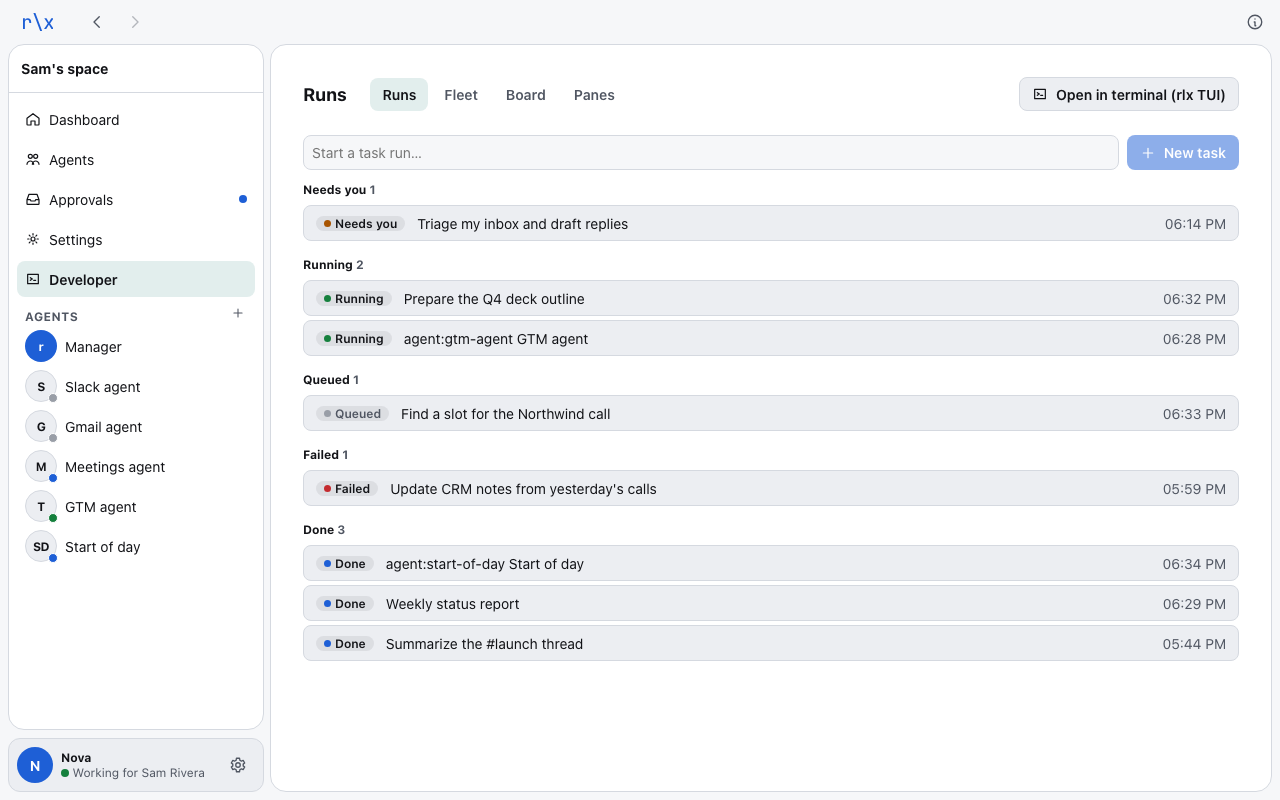 r\x
Sam's space
Dashboard
Agents
Approvals
Settings
Developer
AGENTS
r Manager
S Slack agent
G Gmail agent
M Meetings agent
T GTM agent
SD Start of day
N Nova
Working for Sam Rivera
Runs Runs Fleet Board Panes Open in terminal (rlx TUI)
Start a task run... New task
Needs you 1
Needs you Triage my inbox and draft replies 06:14 PM
Running 2
Running Prepare the Q4 deck outline 06:32 PM
Running agent:gtm-agent GTM agent 06:28 PM
Queued 1
Queued Find a slot for the Northwind call 06:33 PM
Failed 1
Failed Update CRM notes from yesterday's calls 05:59 PM
Done 3
Done agent:start-of-day Start of day 06:34 PM
Done Weekly status report 06:29 PM
Done Summarize the #launch thread 05:44 PM